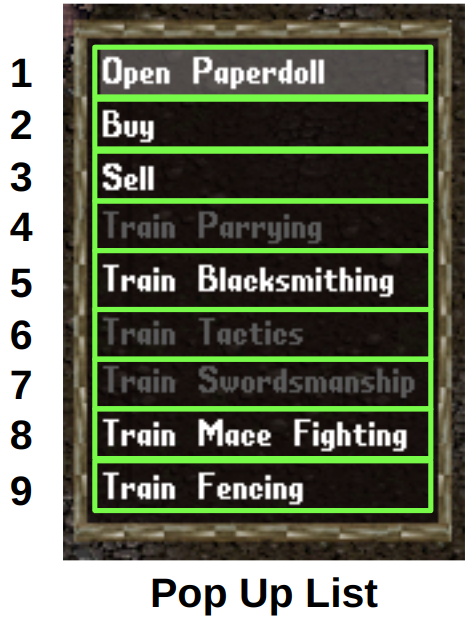 1 Open Paperdoll
2 Buy
3 Sell
4 Train Parrying
5 Train Blacksmithing
6 Train Tactics
7 Train Swordsmanship
8 Train Mace Fighting
9 Train Fencing
Pop Up List